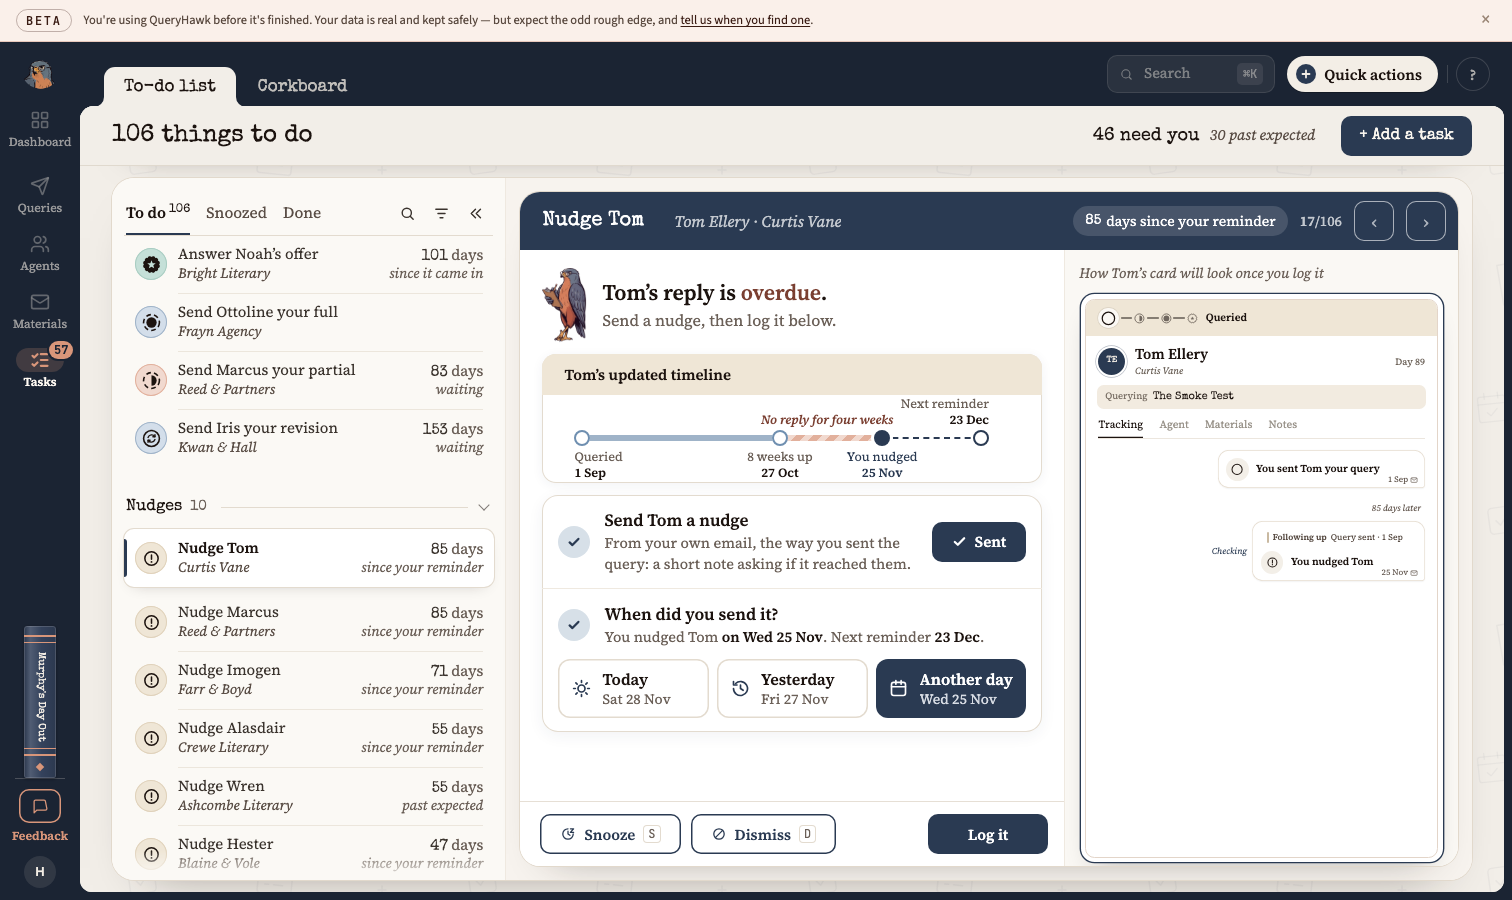 BETA
You're using QueryHawk before it's finished. Your data is real and kept safely — but expect the odd rough edge, and tell us when you find one.
×
To-do list
Corkboard
Search
⌘K
+ Quick actions
?
Dashboard
Queries
Agents
Materials
57
Tasks
Murphy's Day Out
Feedback
H
106 things to do
46 need you
30 past expected
+ Add a task
To do 106
Snoozed
Done
Answer Noah's offer
101 days
Bright Literary
since it came in
Send Ottoline your full
Frayn Agency
Send Marcus your partial
83 days
Reed & Partners
waiting
Send Iris your revision
153 days
Kwan & Hall
waiting
Nudges 10
Nudge Tom
85 days
Curtis Vane
since your reminder
Nudge Marcus
85 days
Reed & Partners
since your reminder
Nudge Imogen
71 days
Farr & Boyd
since your reminder
Nudge Alasdair
55 days
Crewe Literary
since your reminder
Nudge Wren
55 days
Ashcombe Literary
past expected
Nudge Hester
47 days
Blaine & Vole
since your reminder
Nudge Tom
Tom Ellery · Curtis Vane
85 days since your reminder
17/106
Tom's reply is overdue.
Send a nudge, then log it below.
Tom's updated timeline
Next reminder
No reply for four weeks
23 Dec
Queried
8 weeks up
You nudged
1 Sep
27 Oct
25 Nov
Send Tom a nudge
From your own email, the way you sent the
query: a short note asking if it reached them.
Sent
When did you send it?
You nudged Tom on Wed 25 Nov. Next reminder 23 Dec.
Today
Sat 28 Nov
Yesterday
Fri 27 Nov
Another day
Wed 25 Nov
Snooze S
Dismiss D
Log it
How Tom's card will look once you log it
Queried
TE
Tom Ellery
Curtis Vane
Day 89
Querying The Smoke Test
Tracking
Agent
Materials
Notes
You sent Tom your query
1 Sep
85 days later
Following up Query sent · 1 Sep
Checking
You nudged Tom
25 Nov